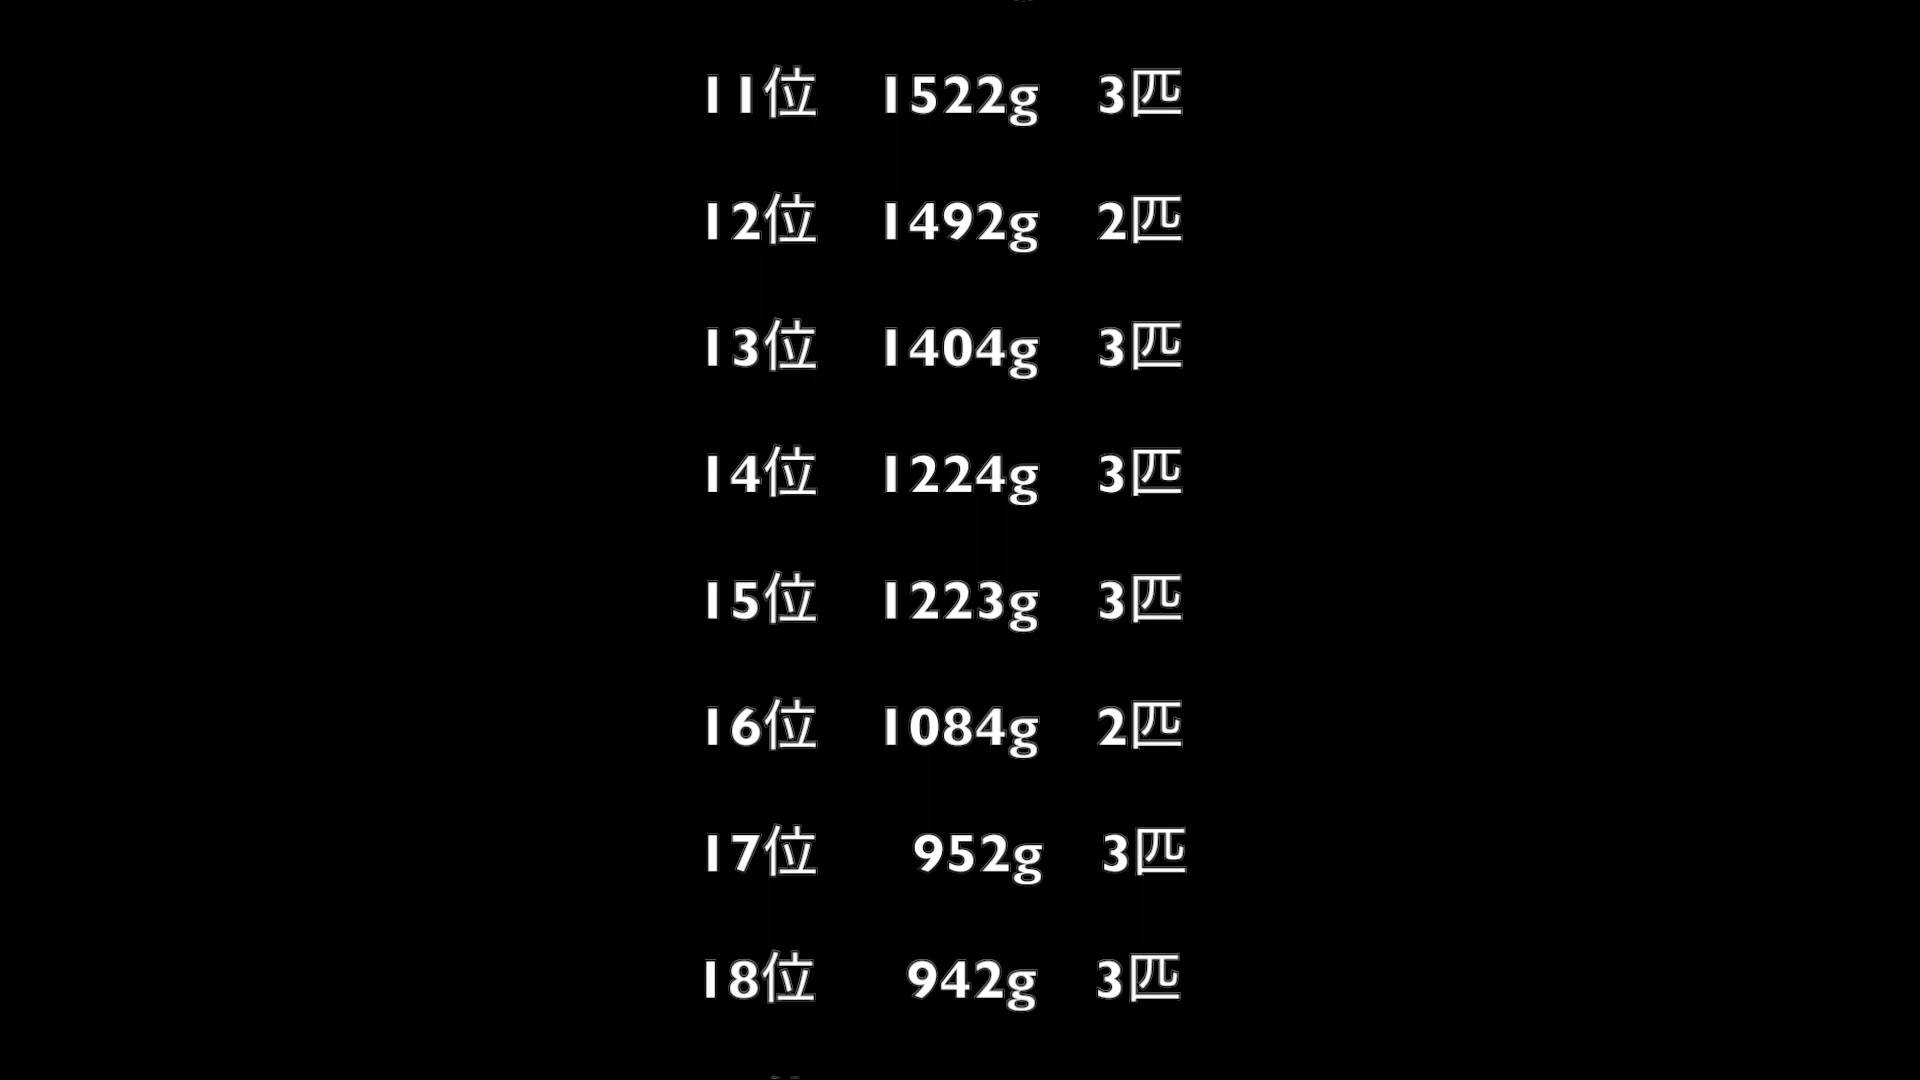 11位 1522g 3匹
12位 1492g 2匹
13位 1404g 3匹
14位 1224g 3匹
15位 1223g 3匹
16位 1084g 2匹
17位 952g 3匹
18位 942g 3匹